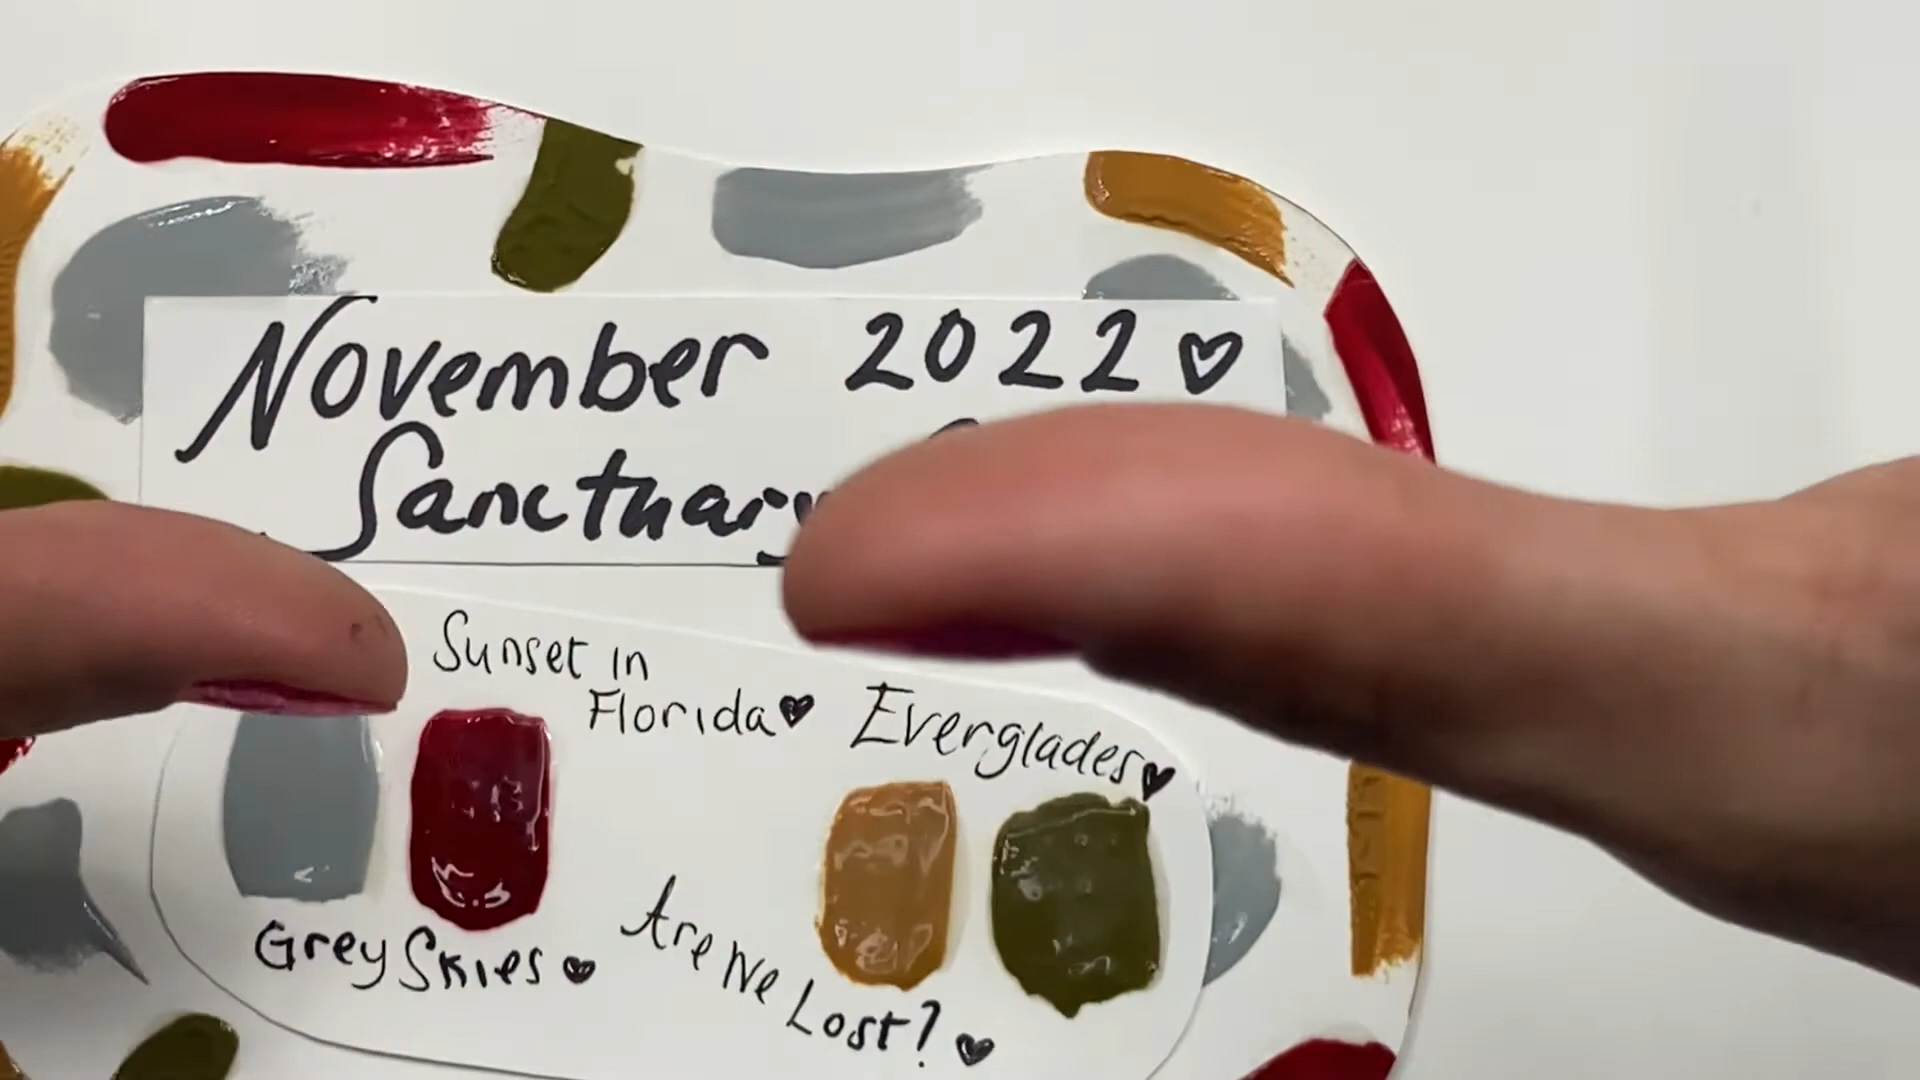 November 2022♡
Sanctuary
Sunset in
Florida♥
Everglades♥
Grey Skies♥
Are We
Lost?♥